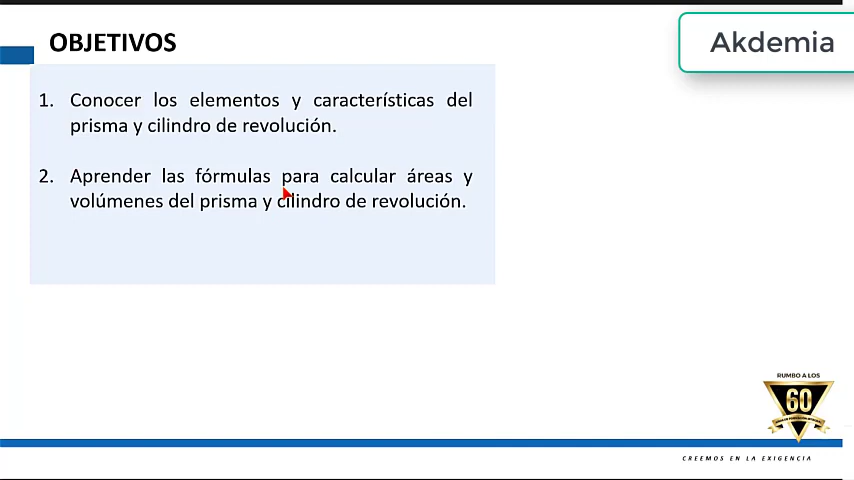 OBJETIVOS
Akdemia
1. Conocer los elementos y características del
prisma y cilindro de revolución.
2. Aprender las fórmulas para calcular áreas y
volúmenes del prisma y cilindro de revolución.
RUMBO A LOS
60
CREEMOS EN LA EXIGENCIA